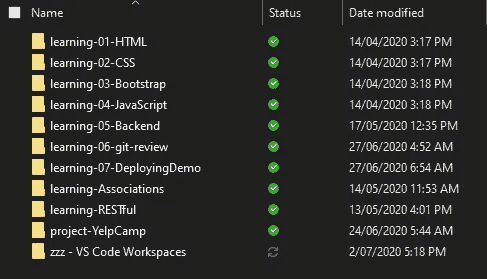 Name Status Date modified
learning-01-HTML 14/04/2020 3:17 PM
learning-02-CSS 14/04/2020 3:17 PM
learning-03-Bootstrap 14/04/2020 3:18 PM
learning-04-JavaScript 14/04/2020 3:18 PM
learning-05-Backend 17/05/2020 12:35 PM
learning-06-git-review 27/06/2020 4:52 AM
learning-07-DeployingDemo 27/06/2020 6:54 AM
learning-Associations 14/05/2020 11:53 AM
learning-RESTful 13/05/2020 4:01 PM
project-YelpCamp 24/06/2020 5:44 AM
zzz - VS Code Workspaces 2/07/2020 5:18 PM